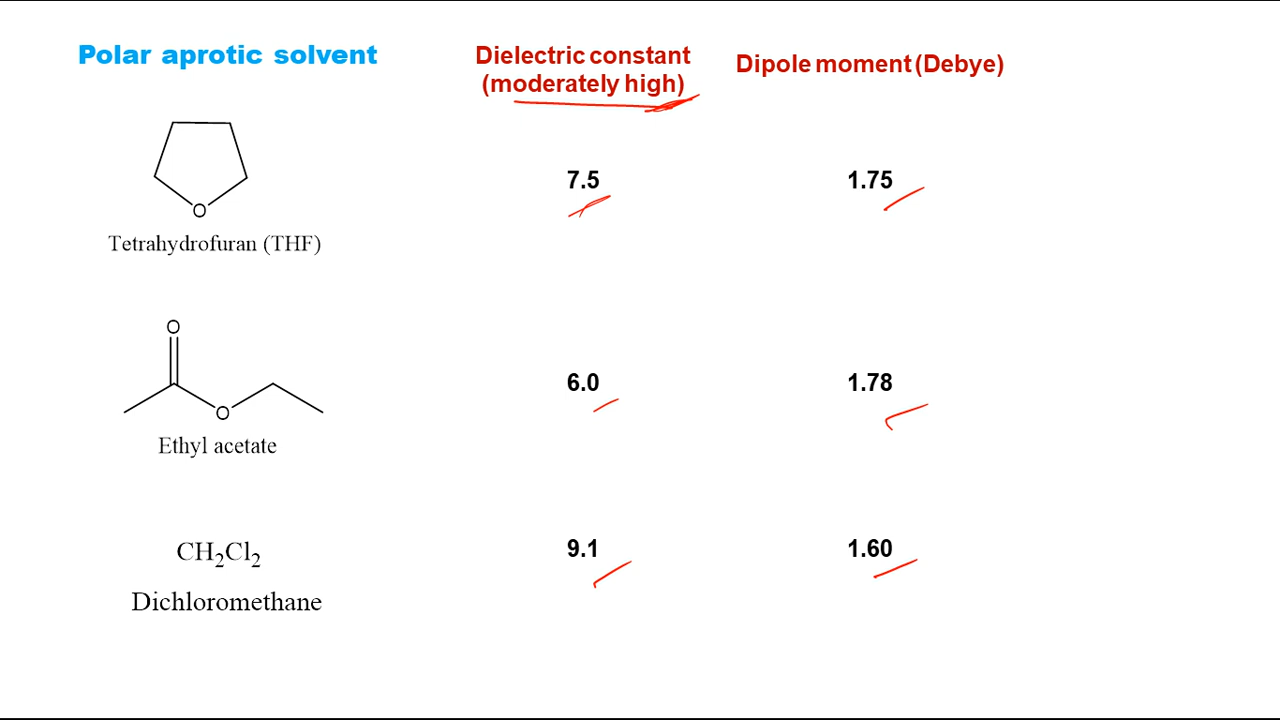 Polar aprotic solvent
Dielectric constant
(moderately high)
Dipole moment (Debye)
O
Tetrahydrofuran (THF)
7.5
1.75
O
O
Ethyl acetate
6.0
1.78
CH₂Cl₂
Dichloromethane
9.1
1.60